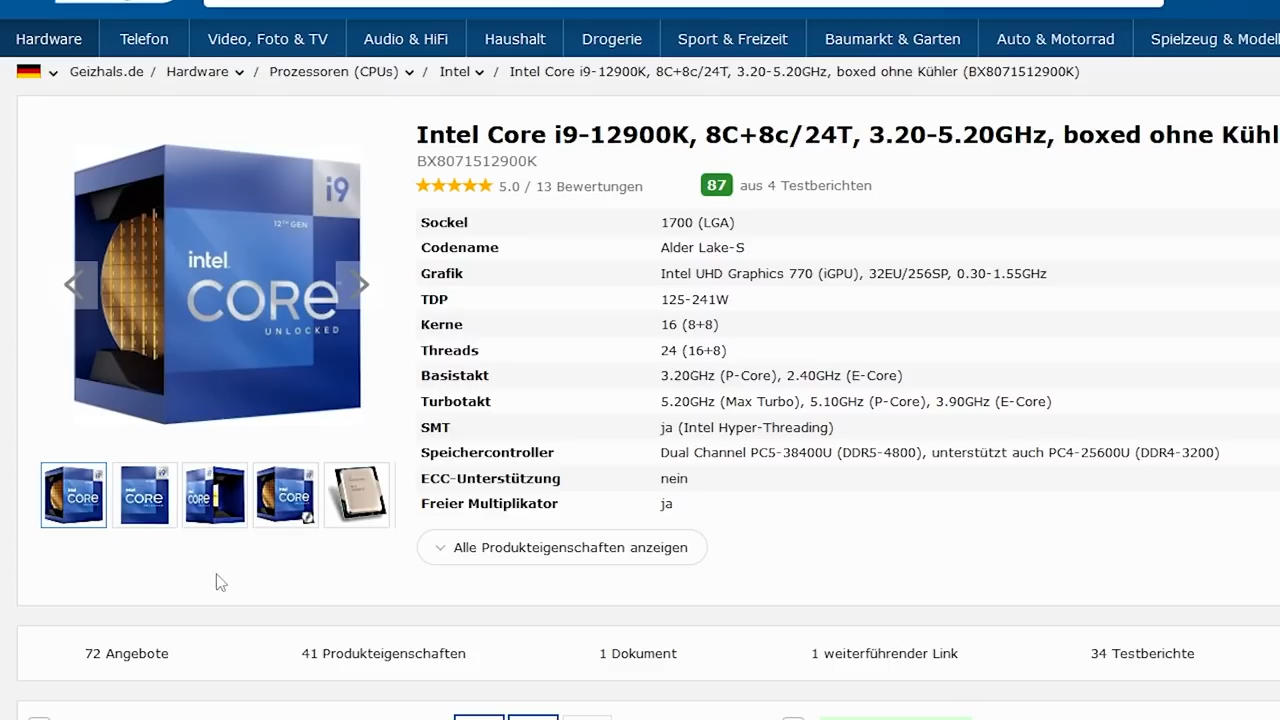 Hardware Telefon Video, Foto & TV Audio & HiFi Haushalt Drogerie Sport & Freizeit Baumarkt & Garten Auto & Motorrad Spielzeug &
Geizhals.de / Hardware / Prozessoren (CPUs) / Intel / Intel Core i9-12900K, 8C+8c/24T, 3.20-5.20GHz, boxed ohne Kühler (BX8071512900K)
Intel Core i9-12900K, 8C+8c/24T, 3.20-5.20GHz, boxed ohne
BX8071512900K
5.0 / 13 Bewertungen 87 aus 4 Testberichten
i9
12TH GEN
intel
CORE
UNLOCKED
Sockel 1700 (LGA)
Codename Alder Lake-S
Grafik Intel UHD Graphics 770 (iGPU), 32EU/256SP, 0.30-1.55GHz
TDP 125-241W
Kerne 16 (8+8)
Threads 24 (16+8)
Basistakt 3.20GHz (P-Core), 2.40GHz (E-Core)
Turbotakt 5.20GHz (Max Turbo), 5.10GHz (P-Core), 3.90GHz (E-Core)
SMT ja (Intel Hyper-Threading)
Speichercontroller Dual Channel PC5-38400U (DDR5-4800), unterstützt auch PC4-25600U (DDR4-3200)
ECC-Unterstützung nein
Freier Multiplikator ja
CORE CORE CORE CORE
Alle Produkteigenschaften anzeigen
72 Angebote 41 Produkteigenschaften 1 Dokument 1 weiterführender Link 34 Testberichte